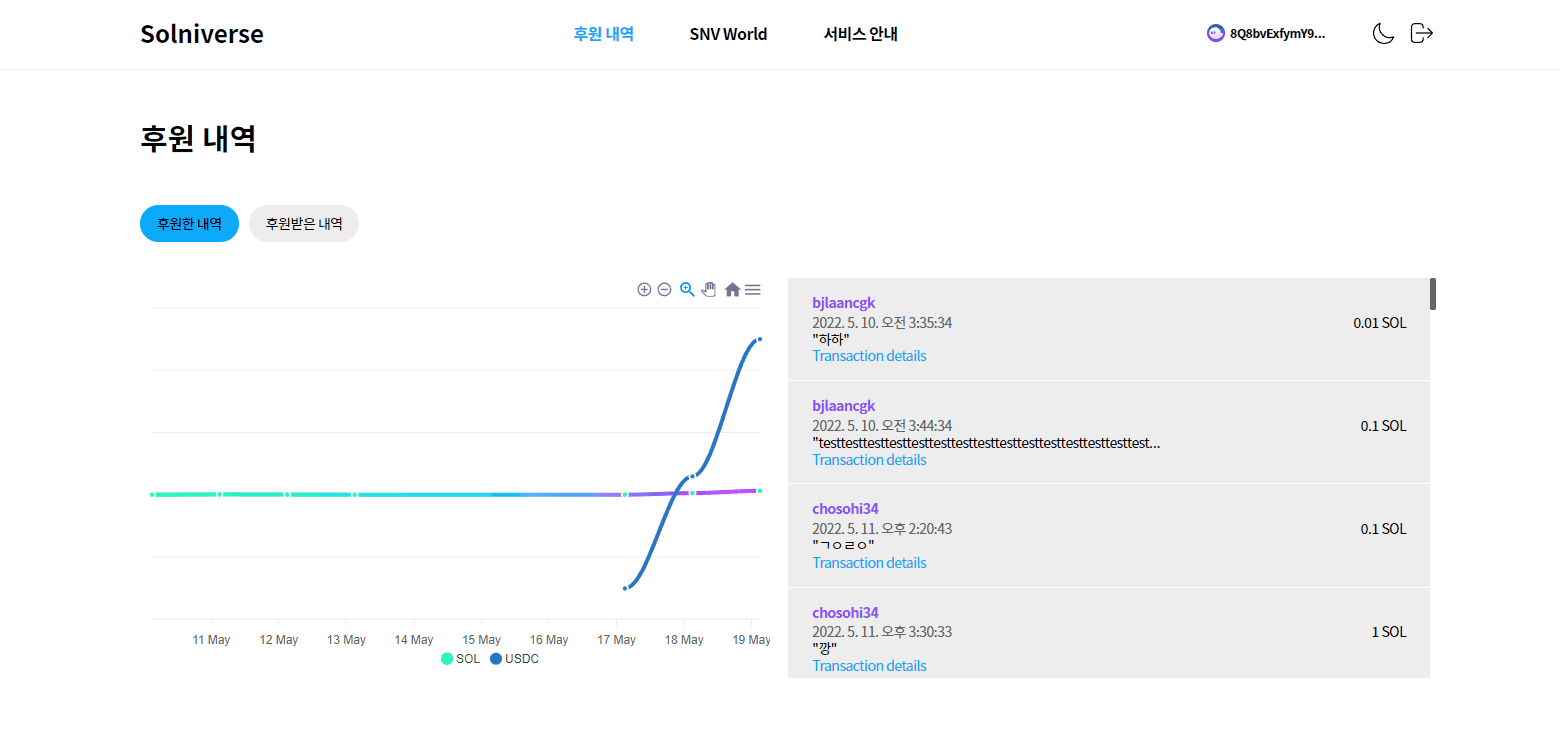 Solniverse
후원 내역
SNV World
서비스 안내
8Q8bvExfymY9...
후원 내역
후원한 내역
후원받은 내역
11 May
12 May
13 May
14 May
15 May
16 May
17 May
18 May
19 May
SOL
USDC
bjlaancgk
2022. 5. 10. 오전 3:35:34
0.01 SOL
"하하"
Transaction details
bjlaancgk
2022. 5. 10. 오전 3:44:34
0.1 SOL
"testtesttesttesttesttesttesttesttesttesttesttesttesttest...
Transaction details
chosohi34
2022. 5. 11. 오후 2:20:43
0.1 SOL
"ㄱㅇㄹㅇ"
Transaction details
chosohi34
2022. 5. 11. 오후 3:30:33
1 SOL
"깡"
Transaction details